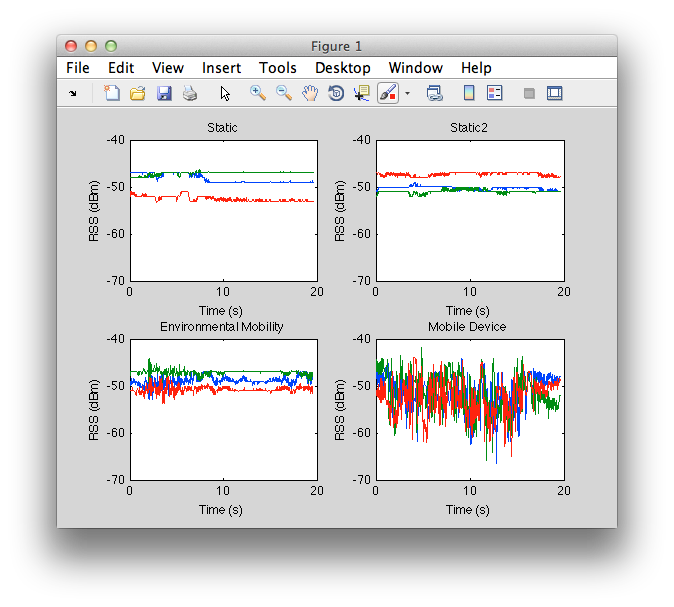 Figure 1
File Edit View Insert Tools Desktop Window Help
Static
-40
-50
-60
-70
RSS (dBm)
0 10 20
Time (s)
Static2
-40
-50
-60
-70
RSS (dBm)
0 10 20
Time (s)
Environmental Mobility
-40
-50
-60
-70
RSS (dBm)
0 10 20
Time (s)
Mobile Device
-40
-50
-60
-70
RSS (dBm)
0 10 20
Time (s)